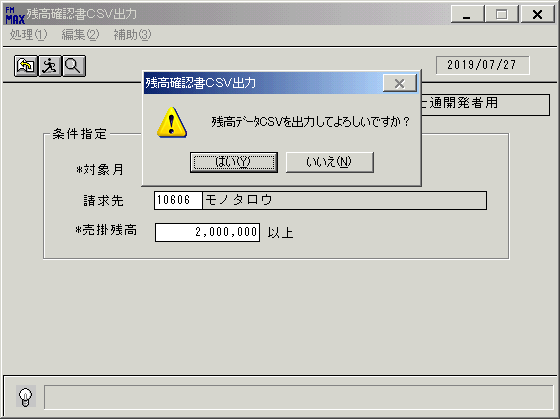 FM MAX 残高確認書CSV出力
処理(1) 編集(2) 補助(3)
2019/07/27
残高確認書CSV出力
通開発者用
残高データCSVを出力してよろしいですか？
はい(Y) いいえ(N)
条件指定
*対象月
請求先 10606 モノタロウ
*売掛残高 2,000,000 以上